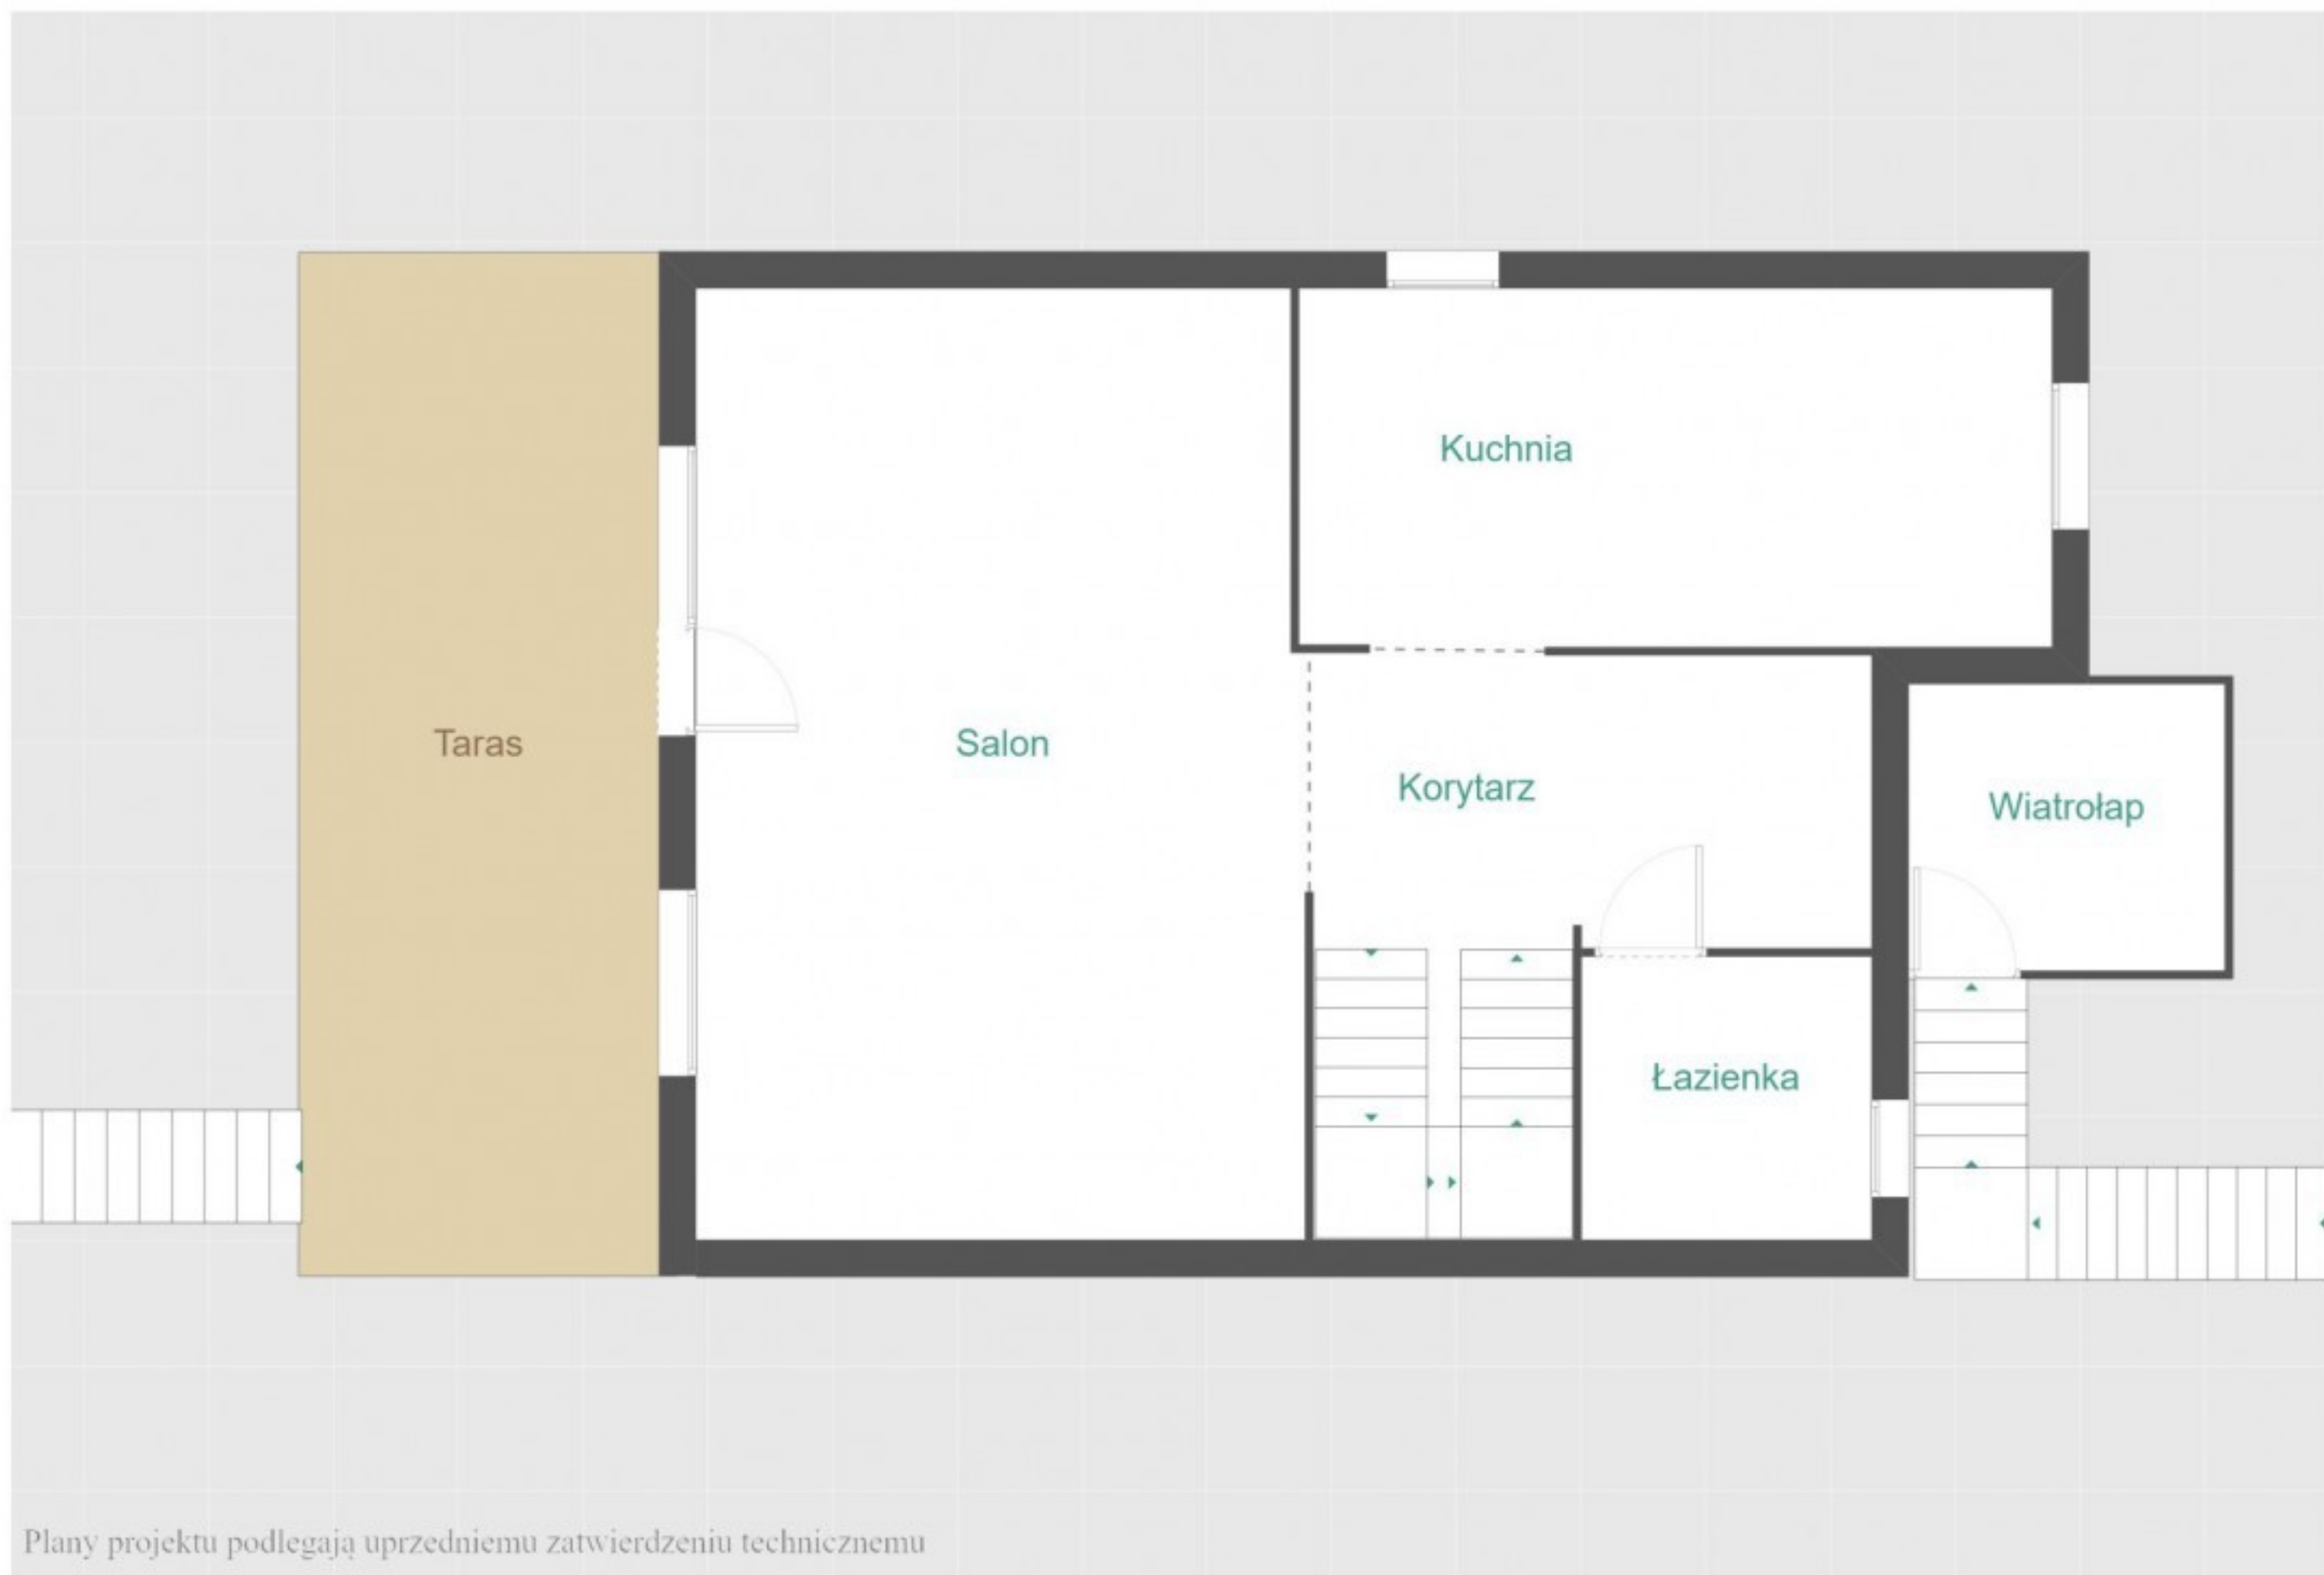 Kuchnia
Taras
Salon
Korytarz
Wiatrołap
Łazienka
Plany projektu podlegają uprzedniemu zatwierdzeniu technicznemu